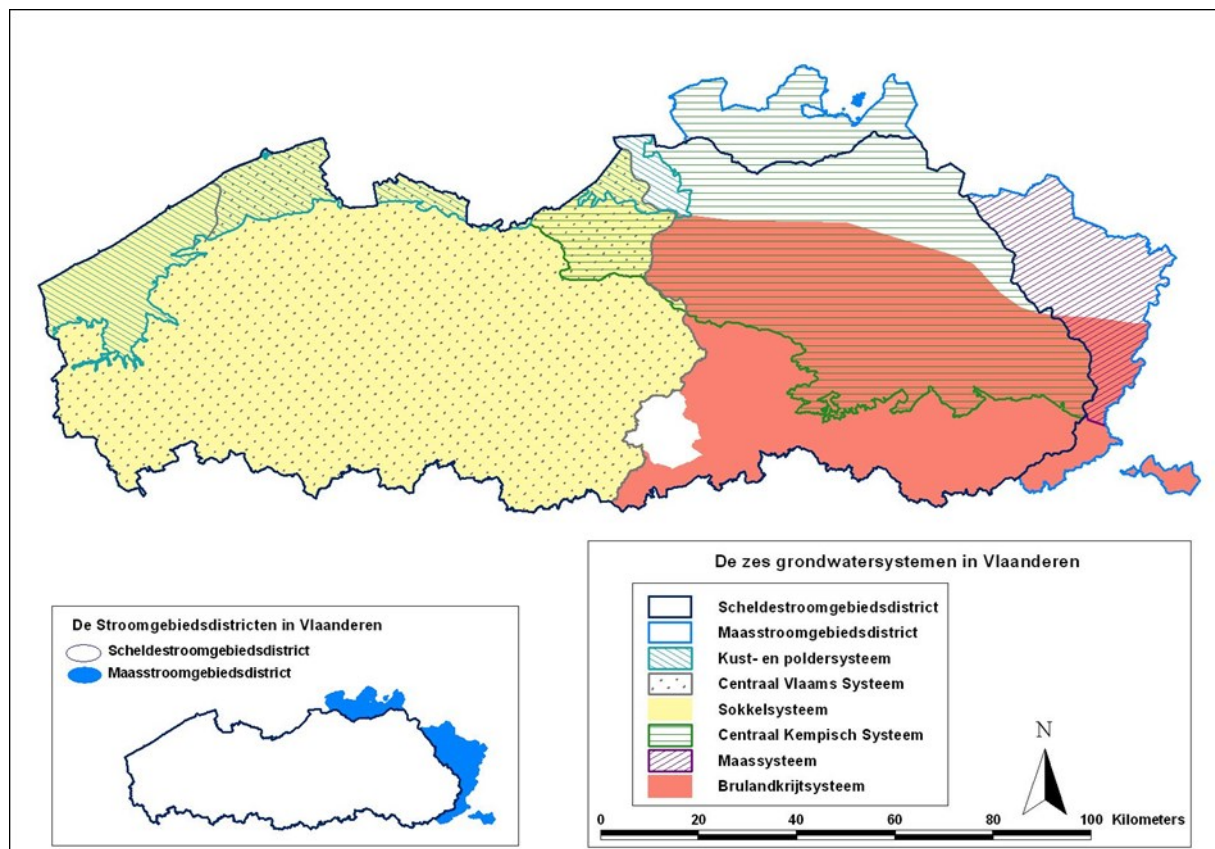 De zes grondwatersystemen in Vlaanderen
Scheldestroomgebiedsdistrict
Maasstroomgebiedsdistrict
Kust- en poldersysteem
Centraal Vlaams Systeem
Sokkelsysteem
Centraal Kempisch Systeem
Maassysteem
Brulandkrijtsysteem
N
0 20 40 60 80 100 Kilometers
De Stroomgebiedsdistricten in Vlaanderen
Scheldestroomgebiedsdistrict
Maasstroomgebiedsdistrict